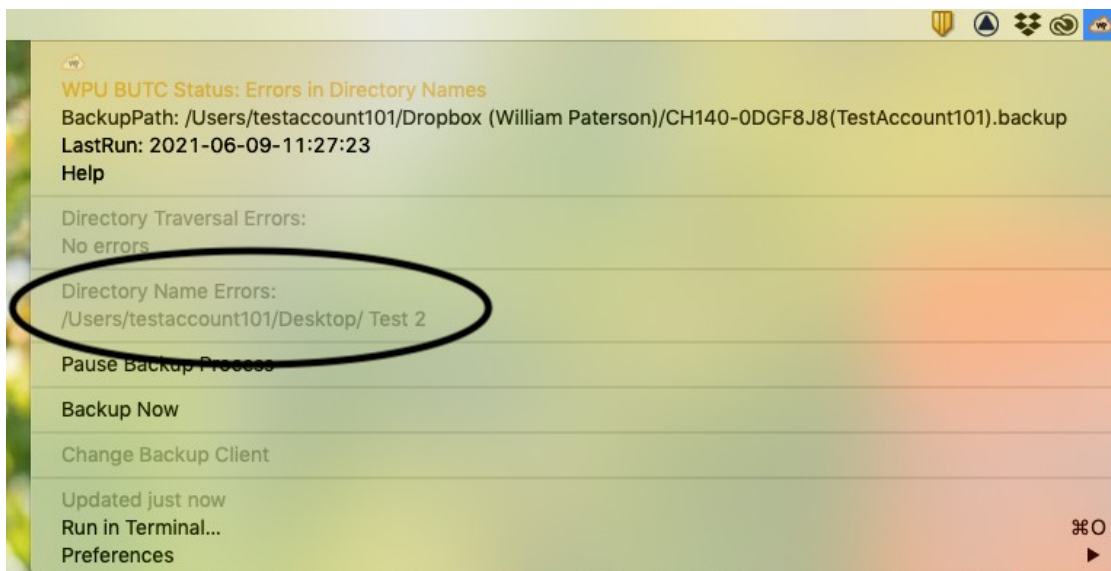 WP
WP
WPU BUTC Status: Errors in Directory Names
BackupPath: /Users/testaccount101/Dropbox (William Paterson)/CH140-0DGF8J8(TestAccount101).backup
LastRun: 2021-06-09-11:27:23
Help
Directory Traversal Errors:
No errors
Directory Name Errors:
/Users/testaccount101/Desktop/ Test 2
Pause Backup Process
Backup Now
Change Backup Client
Updated just now
Run in Terminal... ⌘O
Preferences ▶